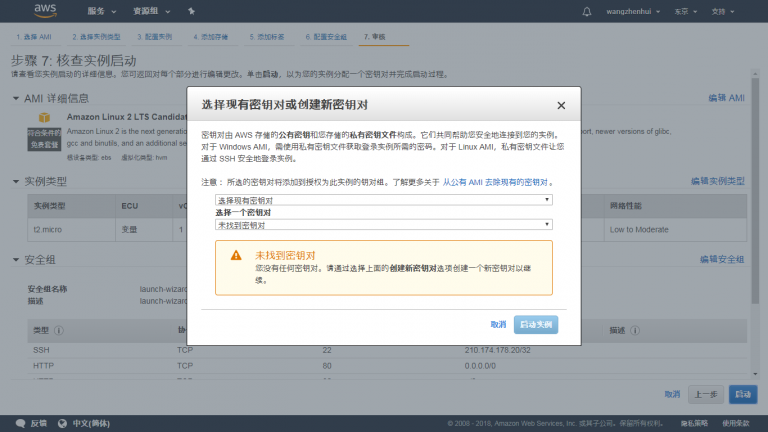 aws
服务 资源组 wangzhenhui 东京 支持
1. 选择 AMI 2. 选择实例类型 3. 配置实例 4. 添加存储 5. 添加标签 6. 配置安全组 7. 审核
步骤 7: 核查实例启动
请查看您实例启动的详细信息。您可返回对每个部分进行编辑更改。单击启动，以为您的实例分配一个密钥对并完成启动过程。
AMI 详细信息 编辑 AMI
Amazon Linux 2 LTS Candidat
符合条件的
免费套餐
Amazon Linux 2 is the next generation port, newer versions of glibc,
gcc and binutils, and an additional se
根设备类型: ebs 虚拟化类型: hvm
选择现有密钥对或创建新密钥对
密钥对由 AWS 存储的公有密钥和您存储的私有密钥文件构成。它们共同帮助您安全地连接到您的实例。
对于 Windows AMI，需使用私有密钥文件获取登录实例所需的密码。对于 Linux AMI，私有密钥文件让您
通过 SSH 安全地登录实例。
注意： 所选的密钥对将添加到授权为此实例的密钥组。了解更多关于 从公有 AMI 去除现有的密钥对 。
选择现有密钥对
选择一个密钥对
未找到密钥对
未找到密钥对
您没有任何密钥对。请通过选择上面的创建新密钥对选项创建一个新密钥对以继
续。
取消 启动实例
实例类型 编辑实例类型
实例类型 ECU vC 网络性能
t2.micro 变量 1 Low to Moderate
安全组 编辑安全组
安全组名称 launch-wizard
描述 launch-wizard
类型 协 描述
SSH TCP 22 210.174.178.20/32
HTTP TCP 80 0.0.0.0/0
取消 上一步 启动
反馈 中文(简体) © 2008 - 2018, Amazon Web Services, Inc. 或其子公司。保留所有权利。 隐私策略 使用条款